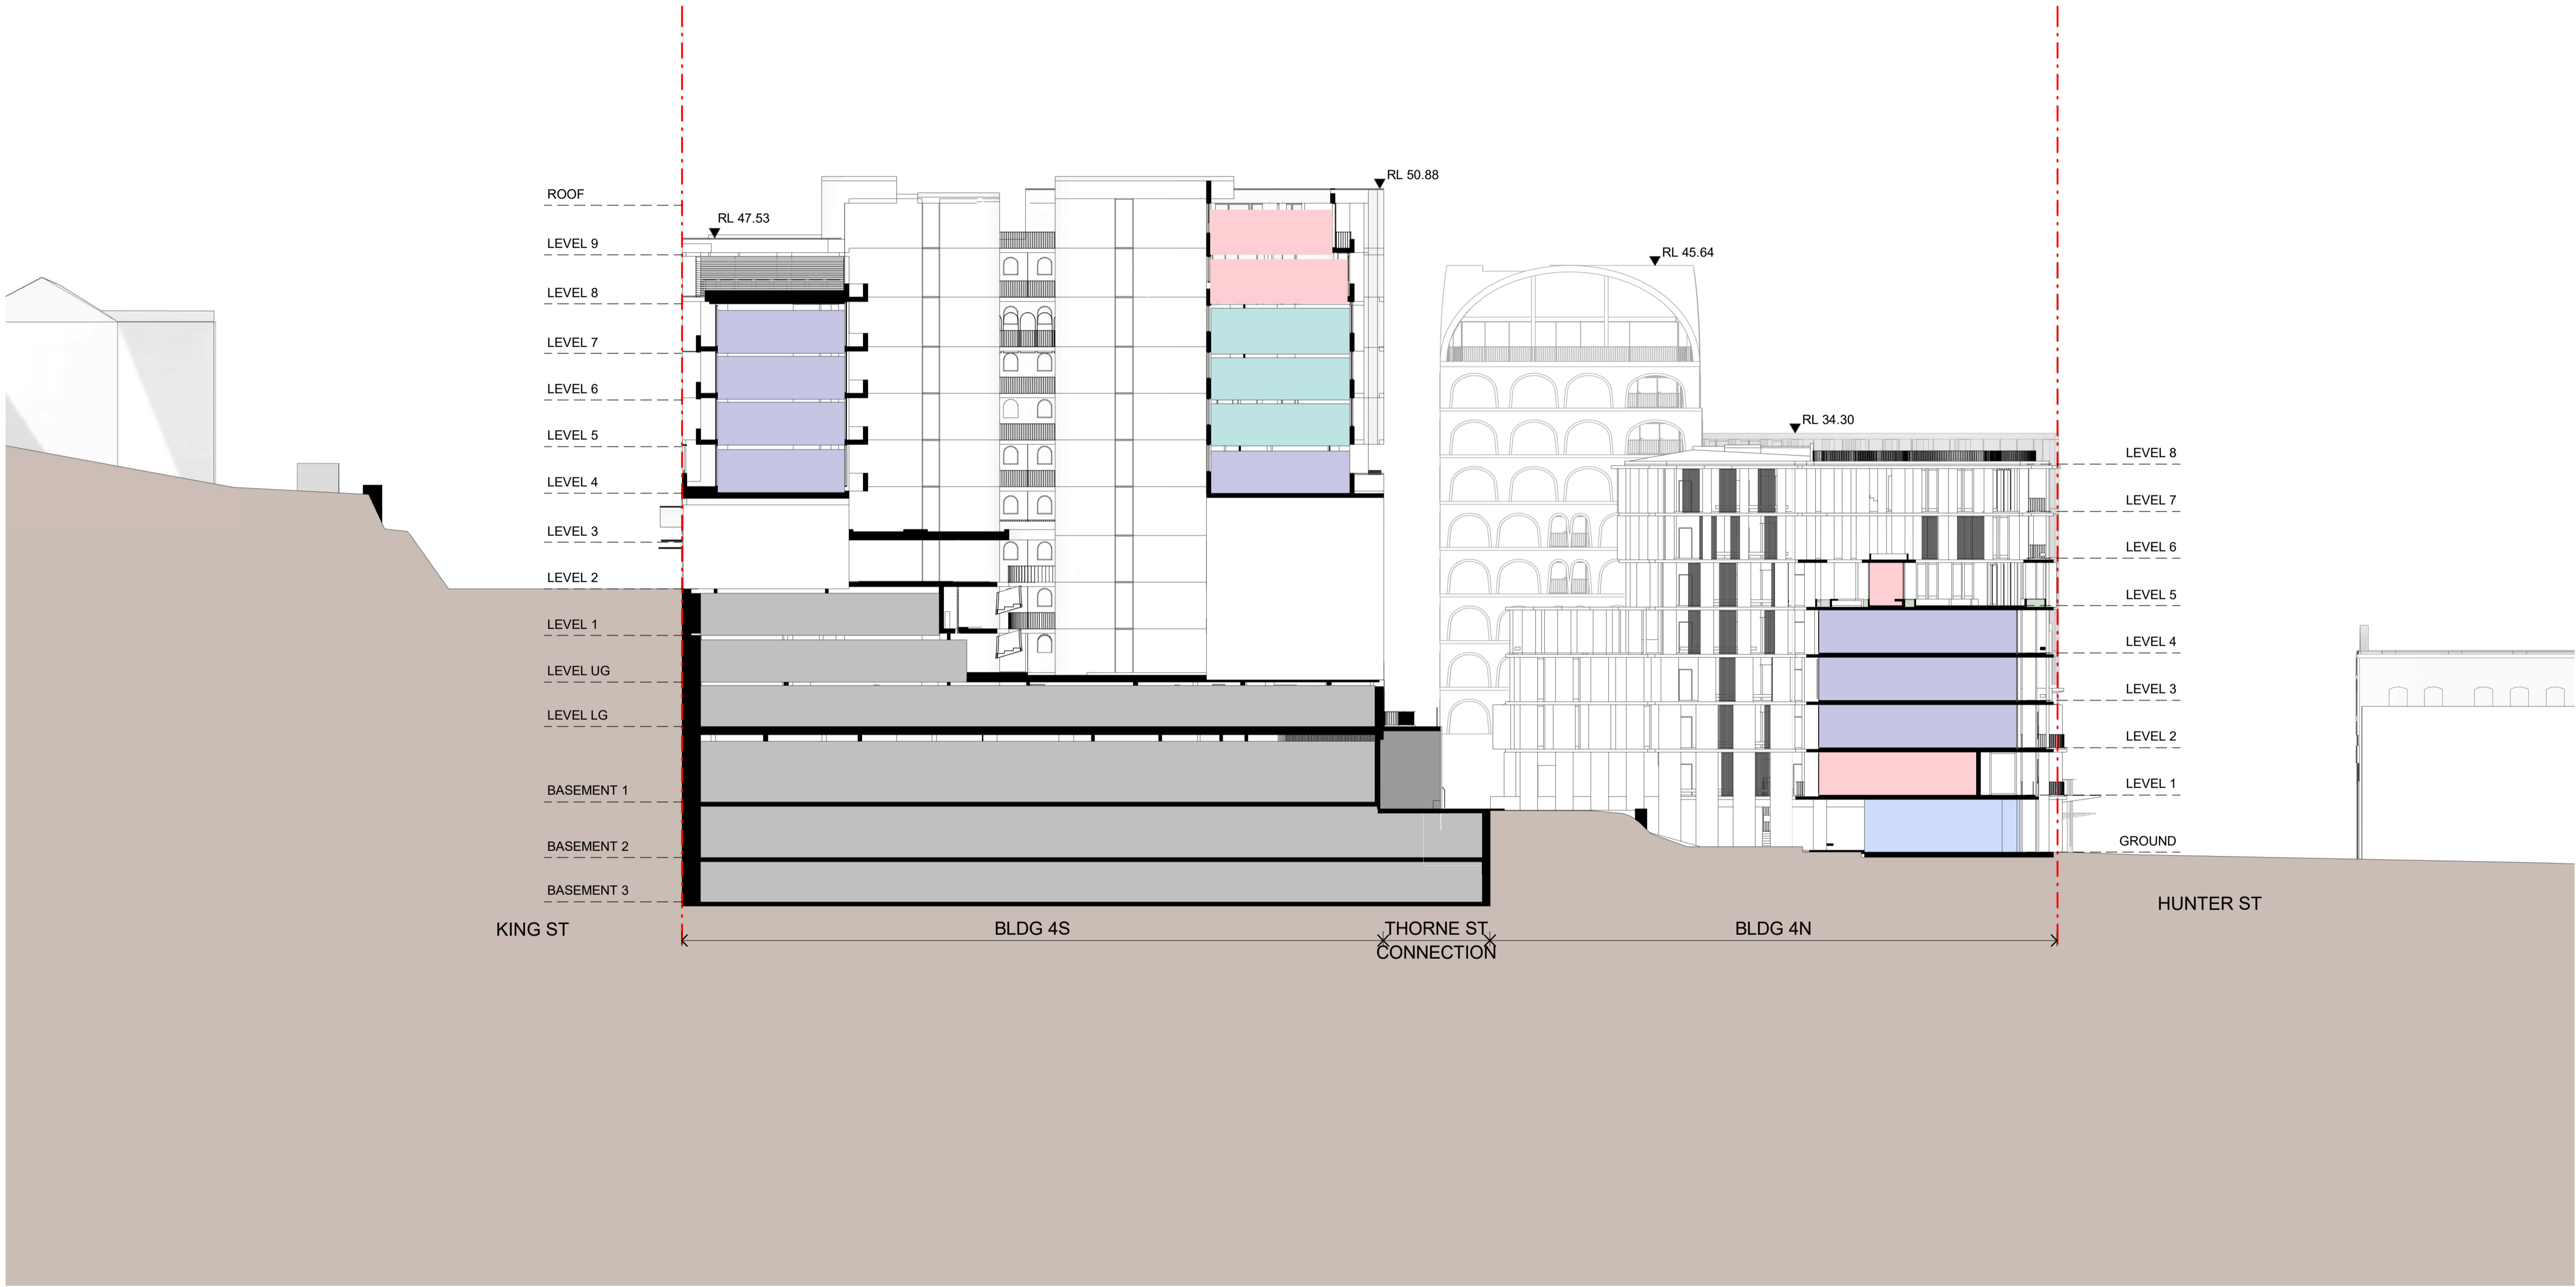 ROOF
RL 50.88
RL 47.53
LEVEL 9
RL 45.64
LEVEL 8
LEVEL 7
LEVEL 6
LEVEL 5
LEVEL 4
LEVEL 3
LEVEL 2
LEVEL 1
LEVEL UG
LEVEL LG
BASEMENT 1
BASEMENT 2
BASEMENT 3
RL 34.30
LEVEL 8
LEVEL 7
LEVEL 6
LEVEL 5
LEVEL 4
LEVEL 3
LEVEL 2
LEVEL 1
GROUND
KING ST
BLDG 4S
THORNE ST
CONNECTION
BLDG 4N
HUNTER ST